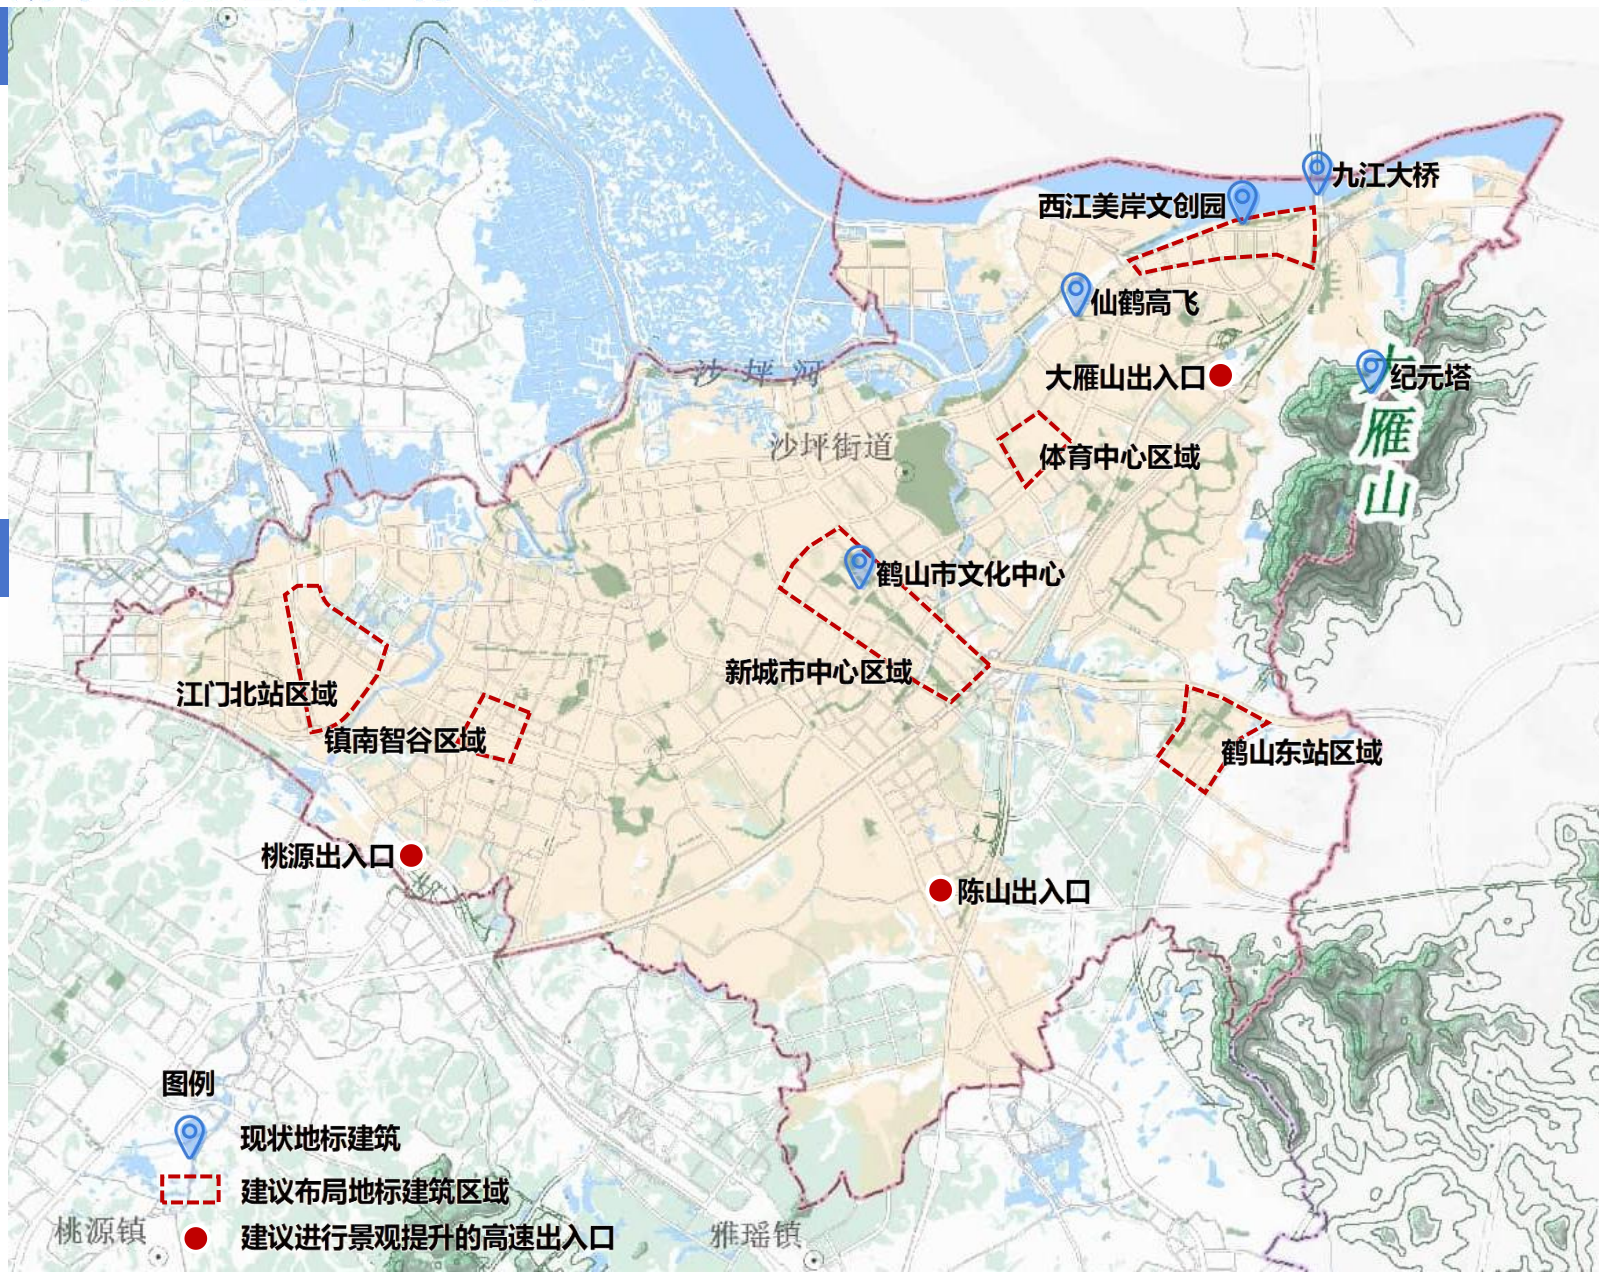 九江大桥
西江美岸文创园
仙鹤高飞
沙坪河
大雁山出入口
纪元塔
大雁山
沙坪街道
体育中心区域
鹤山市文化中心
新城市中心区域
江门北站区域
镇南智谷区域
鹤山东站区域
桃源出入口
陈山出入口
图例
现状地标建筑
建议布局地标建筑区域
建议进行景观提升的高速出入口
桃源镇
雅瑶镇